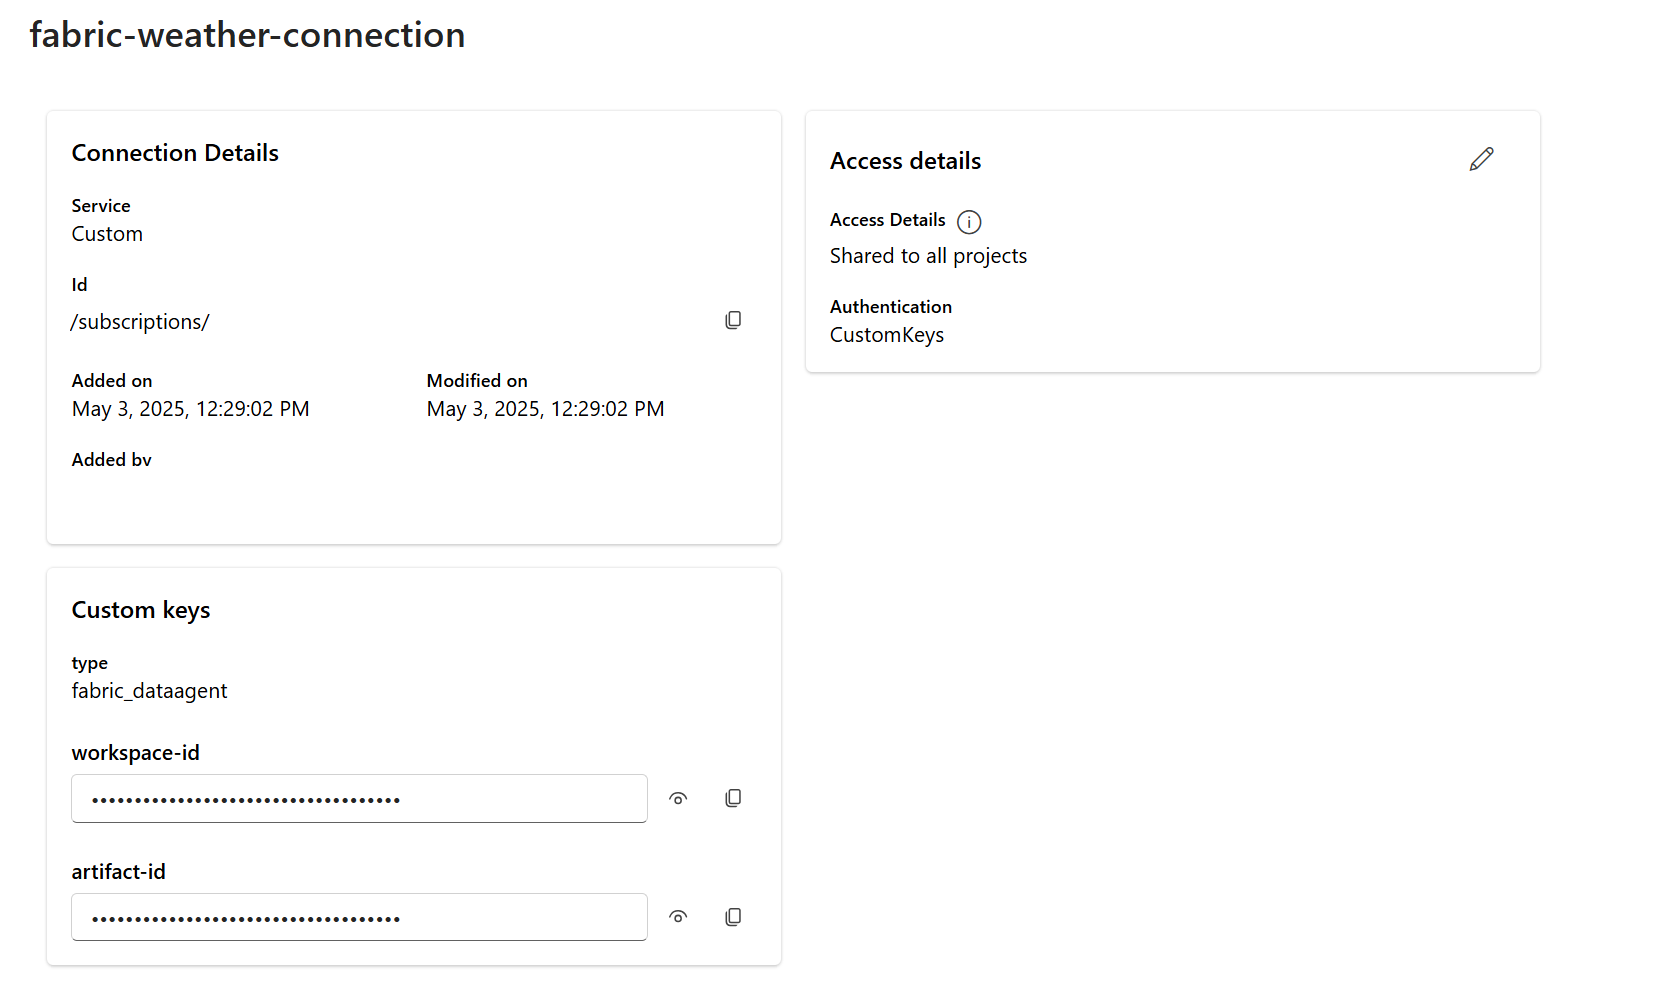 fabric-weather-connection
Connection Details
Service
Custom
Id
/subscriptions/
Added on
May 3, 2025, 12:29:02 PM
Modified on
May 3, 2025, 12:29:02 PM
Added by
Access details
Access Details
Shared to all projects
Authentication
CustomKeys
Custom keys
type
fabric_dataagent
workspace-id
••••••••••••••••••••••••••••••••••••
artifact-id
••••••••••••••••••••••••••••••••••••